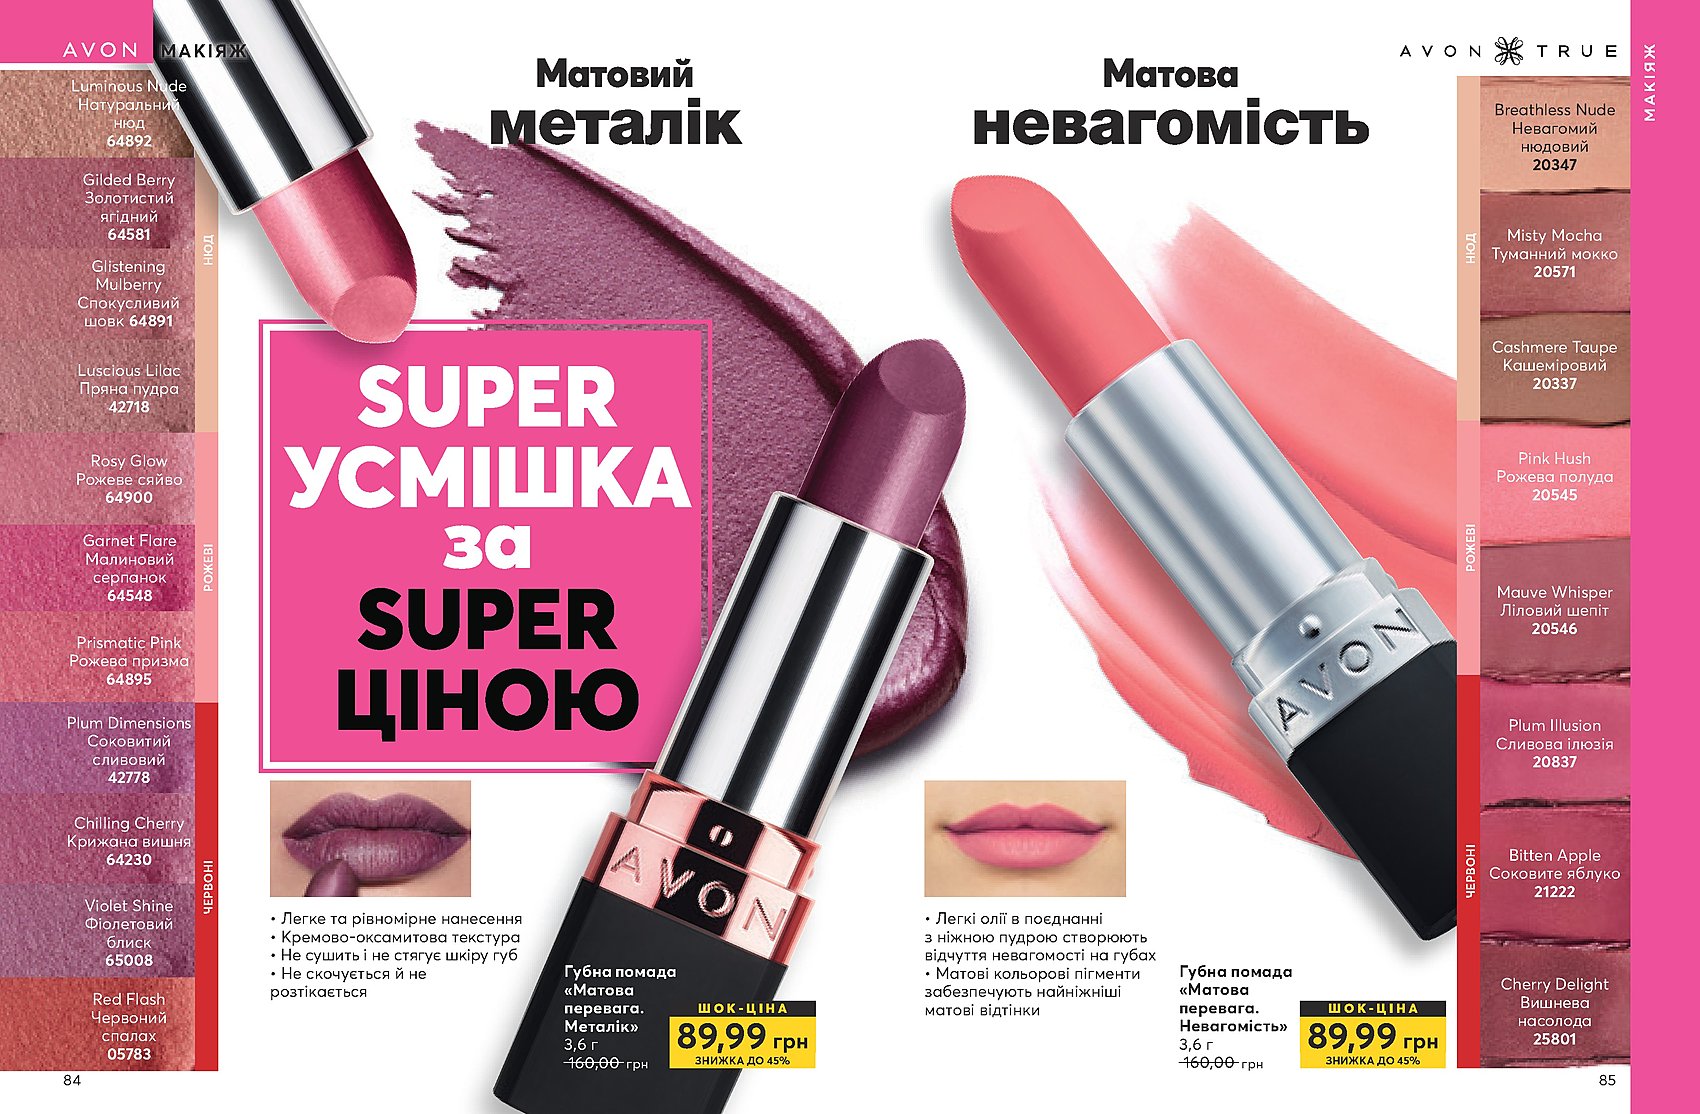 AVON МАКІЯЖ
Luminous Nude
Натуральний
нюд
64892
Gilded Berry
Золотистий
ягідний
64581
Glistening
Mulberry
Спокусливий
шовк 64891
Luscious Lilac
Пряна пудра
42718
НЮД
Rosy Glow
Рожеве сяйво
64900
Garnet Flare
Малиновий
серпанок
64548
Prismatic Pink
Рожева призма
64895
РОЖЕВІ
Plum Dimensions
Соковитий
сливовий
42778
Chilling Cherry
Крижана вишня
64230
Violet Shine
Фіолетовий
блиск
65008
Red Flash
Червоний
спалах
05783
ЧЕРВОНІ
84
Матовий
металік
SUPER
УСМІШКА
за
SUPER
ЦІНОЮ
AVON
• Легке та рівномірне нанесення
• Кремово-оксамитова текстура
• Не сушить і не стягує шкіру губ
• Не скочується й не
розтікається
Губна помада
«Матова
перевага.
Металік»
3,6 г
160,00 грн
ШОК-ЦІНА
89,99 грн
ЗНИЖКА ДО 45%
Матова
невагомість
AVON
• Легкі олії в поєднанні
з ніжною пудрою створюють
відчуття невагомості на губах
• Матові кольорові пігменти
забезпечують найніжніші
матові відтінки
Губна помада
«Матова
перевага.
Невагомість»
3,6 г
160,00 грн
ШОК-ЦІНА
89,99 грн
ЗНИЖКА ДО 45%
AVON TRUE
МАКІЯЖ
Breathless Nude
Невагомий
нюдовий
20347
Misty Mocha
Туманний мокко
20571
Cashmere Taupe
Кашеміровий
20337
НЮД
Pink Hush
Рожева полуда
20545
Mauve Whisper
Ліловий шепіт
20546
РОЖЕВІ
Plum Illusion
Сливова ілюзія
20837
Bitten Apple
Соковите яблуко
21222
Cherry Delight
Вишнева
насолода
25801
ЧЕРВОНІ
85